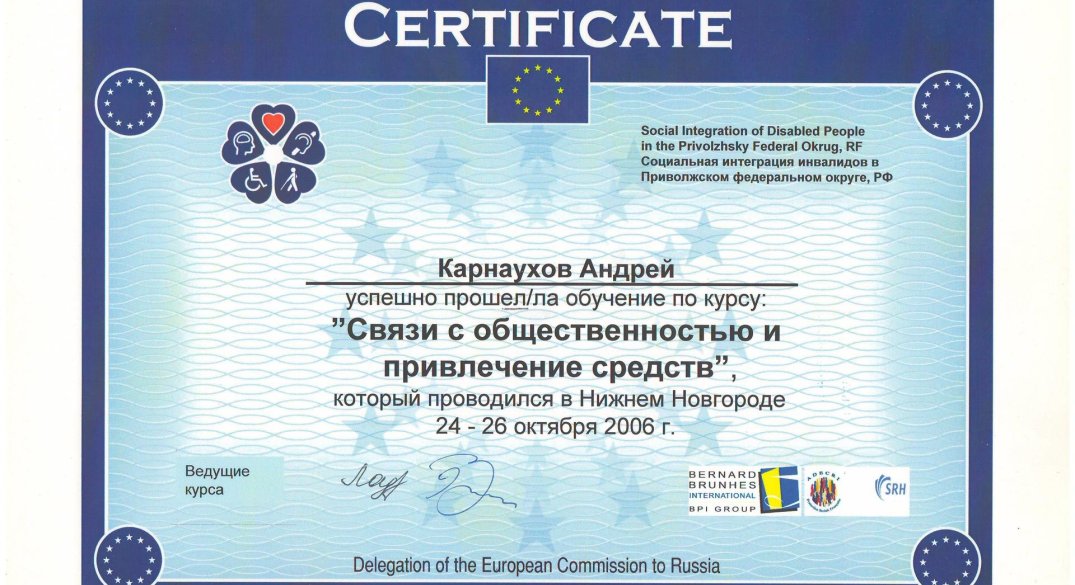 CERTIFICATE
Social Integration of Disabled People
in the Privolzhsky Federal Okrug, RF
Социальная интеграция инвалидов в
Приволжском федеральном округе, РФ
Карнаухов Андрей
успешно прошел/ла обучение по курсу:
”Связи с общественностью и
привлечение средств”,
который проводился в Нижнем Новгороде
24 - 26 октября 2006 г.
Ведущие
курса
BERNARD
BRUNHES
INTERNATIONAL
BPI GROUP
SRH
Delegation of the European Commission to Russia